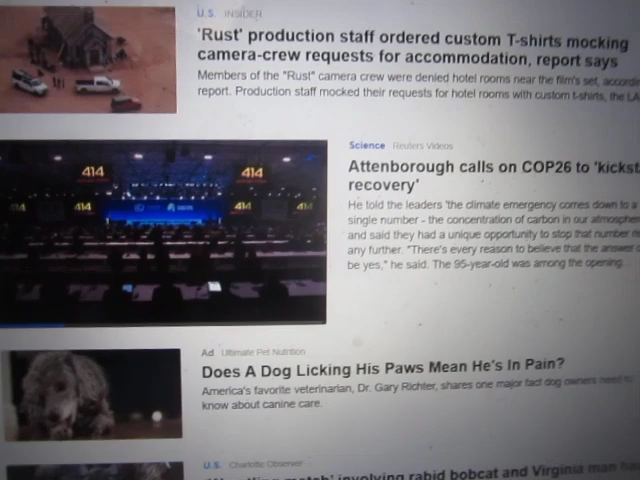 U.S. INSIDER
'Rust' production staff ordered custom T-shirts mocking
camera-crew requests for accommodation, report says
Members of the "Rust" camera crew were denied hotel rooms near the film's set, accordin
report. Production staff mocked their requests for hotel rooms with custom t-shirts, the LA
Science Reuters Videos
Attenborough calls on COP26 to 'kickst
recovery'
He told the leaders 'the climate emergency comes down to a
single number - the concentration of carbon in our atmosphere
and said they had a unique opportunity to stop that number
any further. "There's every reason to believe that the answer
be yes," he said. The 95-year-old was among the opening
414
414
414
414
414
Ad Ultimate Pet Nutrition
Does A Dog Licking His Paws Mean He's In Pain?
America's favorite veterinarian, Dr. Gary Richter, shares one major fact dog owners need to
know about canine care.
U.S. Charlotte Observer
involving rabid bobcat and Virginia man